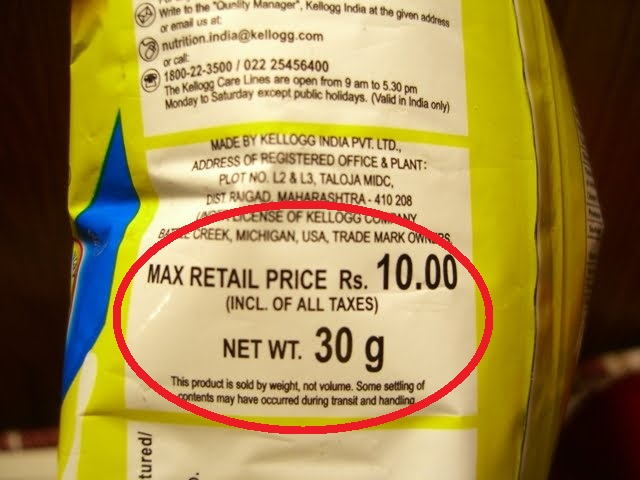 Write to the "Quality Manager", Kellogg India at the given address
or email us at:
nutrition.india@kellogg.com
or call:
1800-22-3500 / 022 25456400
The Kellogg Care Lines are open from 9 am to 5.30 pm
Monday to Saturday except public holidays. (Valid in India only)
MADE BY KELLOGG INDIA PVT. LTD.,
ADDRESS OF REGISTERED OFFICE & PLANT:
PLOT NO. L2 & L3, TALOJA MIDC,
DIST RAIGAD, MAHARASHTRA - 410 208
UNDER LICENSE OF KELLOGG COMPANY
BATTLE CREEK, MICHIGAN, USA, TRADE MARK OWNERS.
MAX RETAIL PRICE Rs. 10.00
(INCL. OF ALL TAXES)
NET WT. 30 g
This product is sold by weight, not volume. Some settling of
contents may have occurred during transit and handling